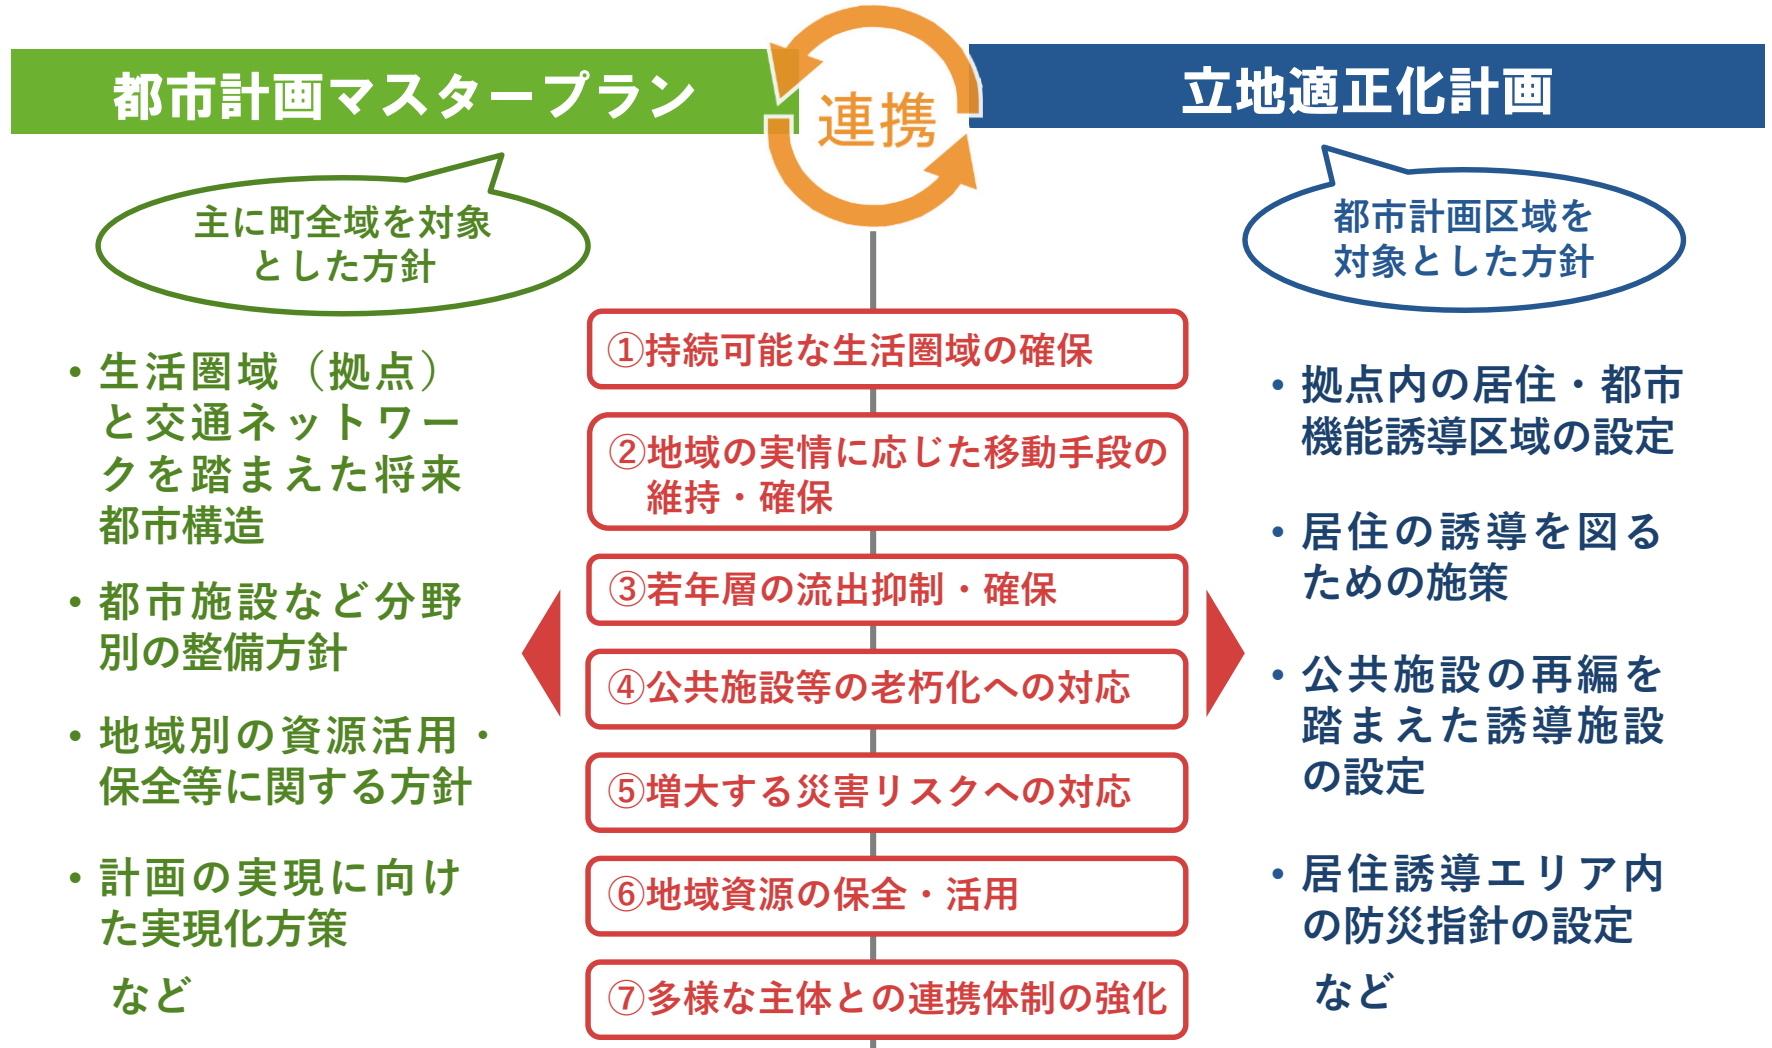 都市計画マスタープラン
連携
立地適正化計画
主に町全域を対象
とした方針
・生活圏域（拠点）
と交通ネットワー
クを踏まえた将来
都市構造
・都市施設など分野
別の整備方針
・地域別の資源活用・
保全等に関する方針
・計画の実現に向け
た実現化方策
など
①持続可能な生活圏域の確保
②地域の実情に応じた移動手段の
維持・確保
③若年層の流出抑制・確保
④公共施設等の老朽化への対応
⑤増大する災害リスクへの対応
⑥地域資源の保全・活用
⑦多様な主体との連携体制の強化
都市計画区域を
対象とした方針
・拠点内の居住・都市
機能誘導区域の設定
・居住の誘導を図る
ための施策
・公共施設の再編を
踏まえた誘導施設
の設定
・居住誘導エリア内
の防災指針の設定
など